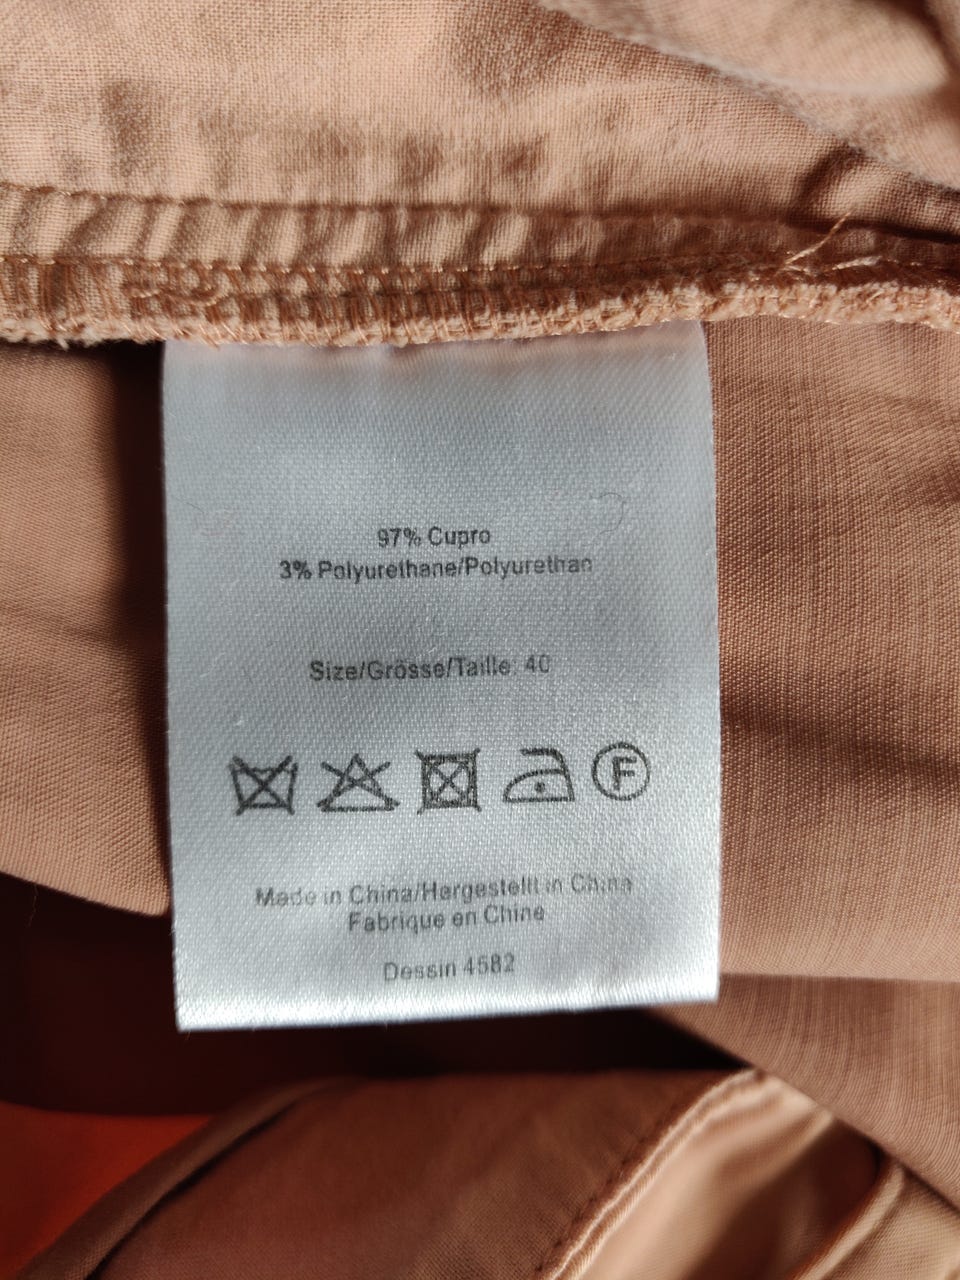 97% Cupro
3% Polyurethane/Polyurethan
Size/Grösse/Taille: 40
F
Made in China/Hergestellt in China
Fabrique en Chine
Dessin 4582